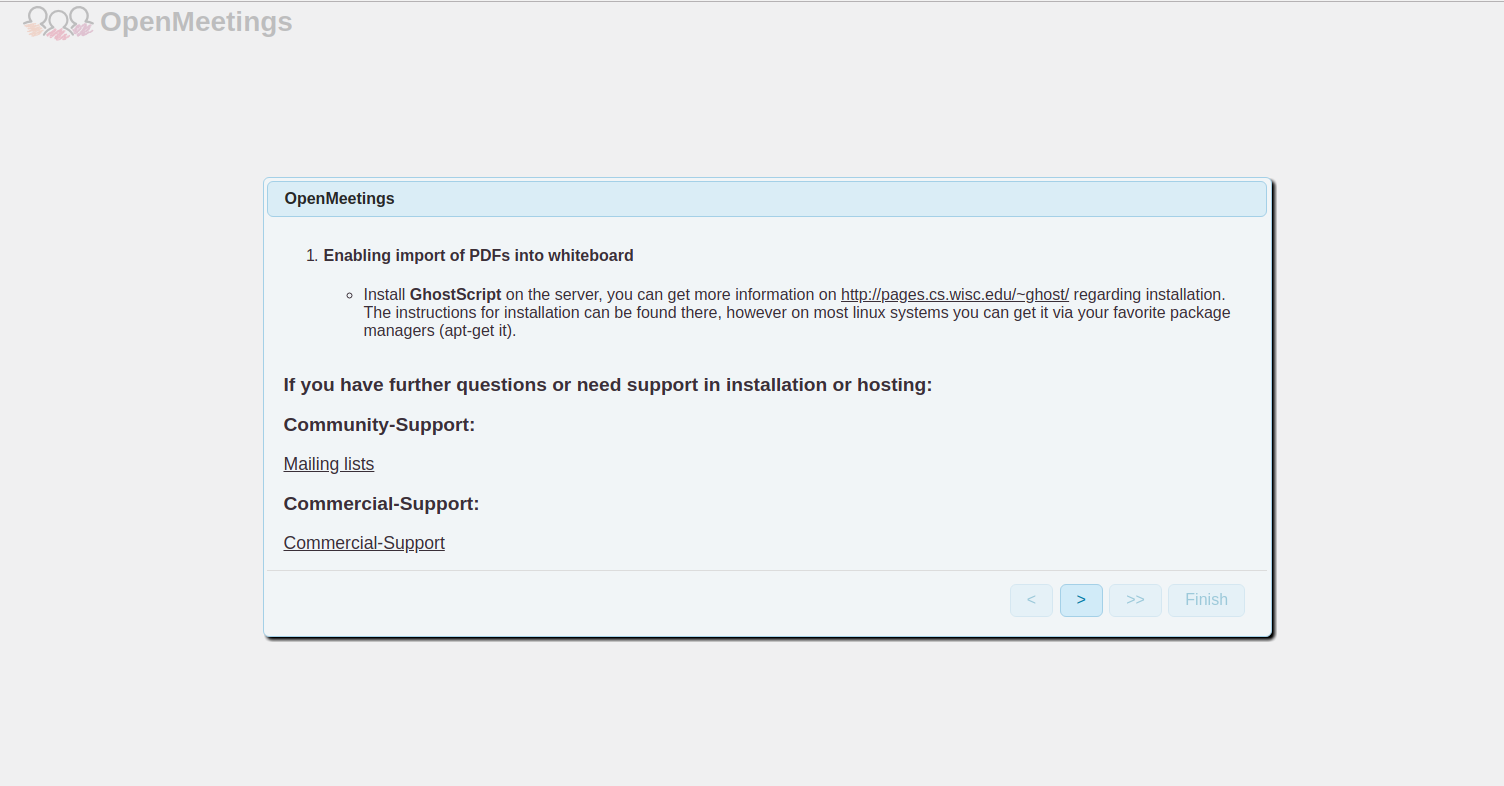 OpenMeetings
OpenMeetings
1. Enabling import of PDFs into whiteboard
Install GhostScript on the server, you can get more information on http://pages.cs.wisc.edu/~ghost/ regarding installation.
The instructions for installation can be found there, however on most linux systems you can get it via your favorite package
managers (apt-get it).
If you have further questions or need support in installation or hosting:
Community-Support:
Mailing lists
Commercial-Support:
Commercial-Support
< > >> Finish